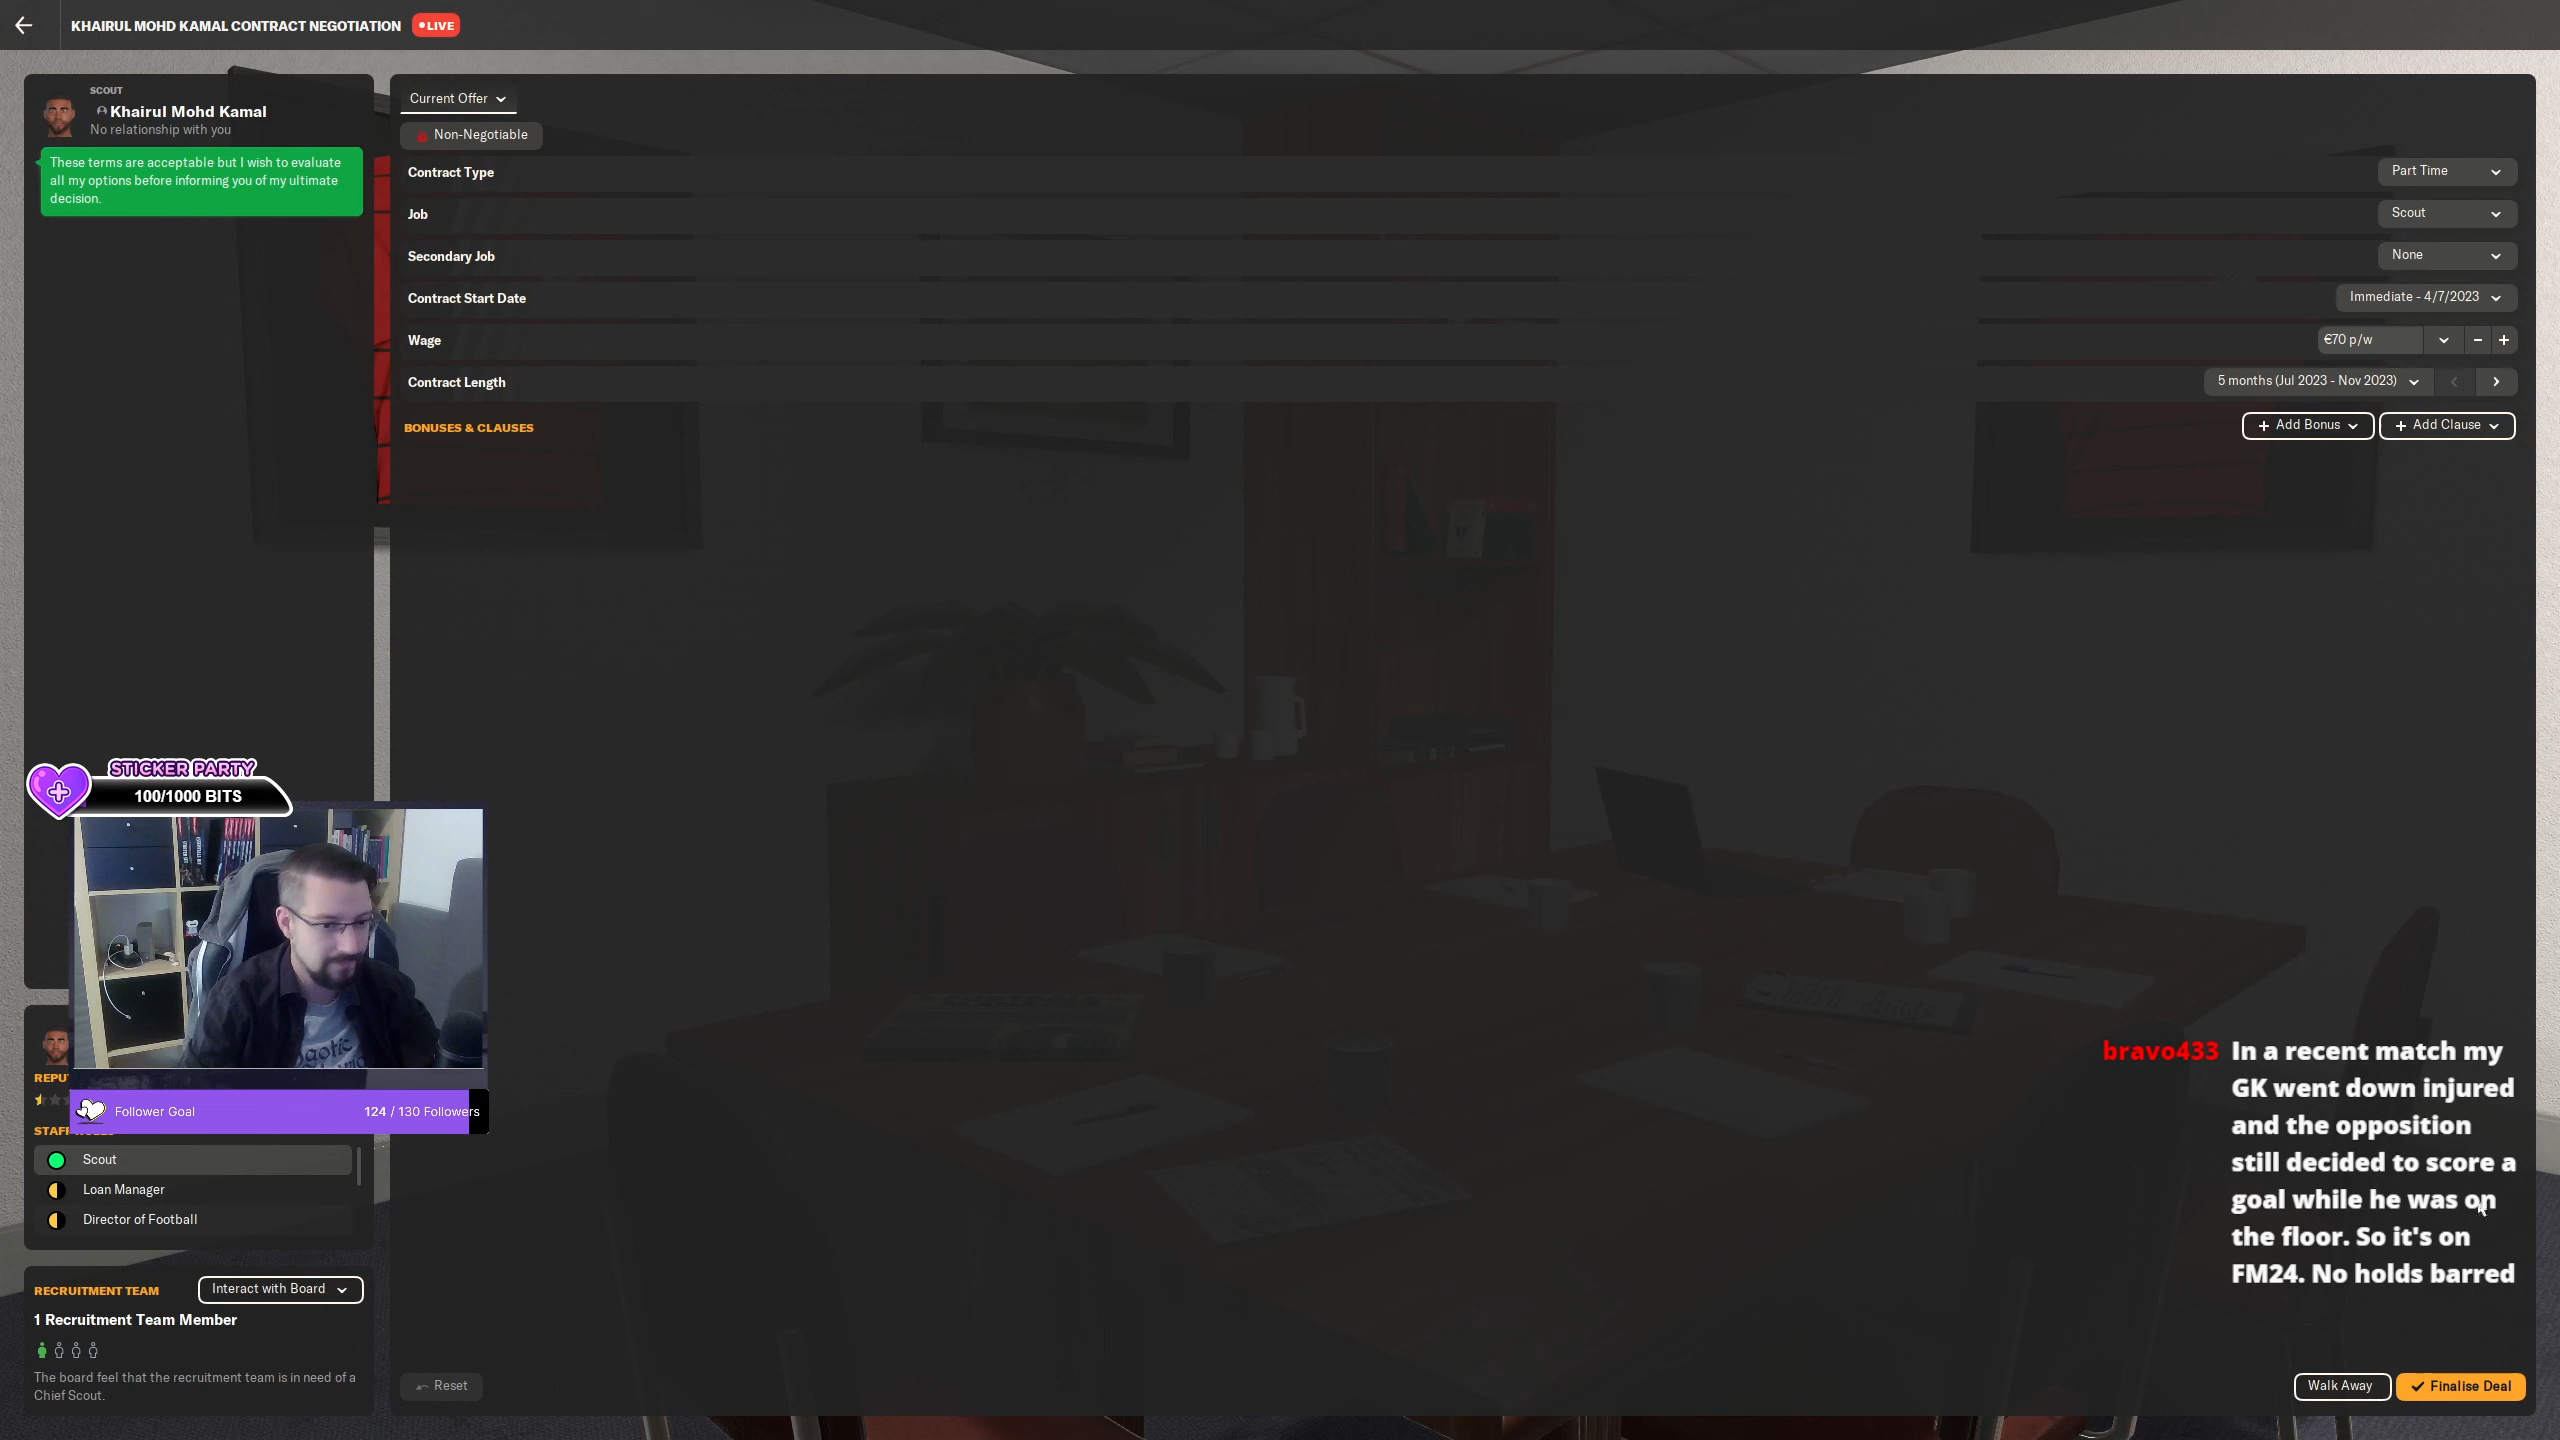 KHAIRUL MOHD KAMAL CONTRACT NEGOTIATION
LIVE
SCOUT
Khairul Mohd Kamal
No relationship with you
These terms are acceptable but I wish to evaluate
all my options before informing you of my ultimate
decision.
Current Offer
Non-Negotiable
Contract Type
Part Time
Job
Scout
Secondary Job
None
Contract Start Date
Immediate - 4/7/2023
Wage
€70 p/w
Contract Length
5 months (Jul 2023 - Nov 2023)
BONUSES & CLAUSES
Add Bonus
Add Clause
STICKER PARTY
100/1000 BITS
Follower Goal
124 / 130 Followers
Scout
Loan Manager
Director of Football
RECRUITMENT TEAM
Interact with Board
1 Recruitment Team Member
The board feel that the recruitment team is in need of a
Chief Scout.
bravo433 In a recent match my
GK went down injured
and the opposition
still decided to score a
goal while he was on
the floor. So it's on
FM24. No holds barred
Reset
Walk Away
Finalise Deal